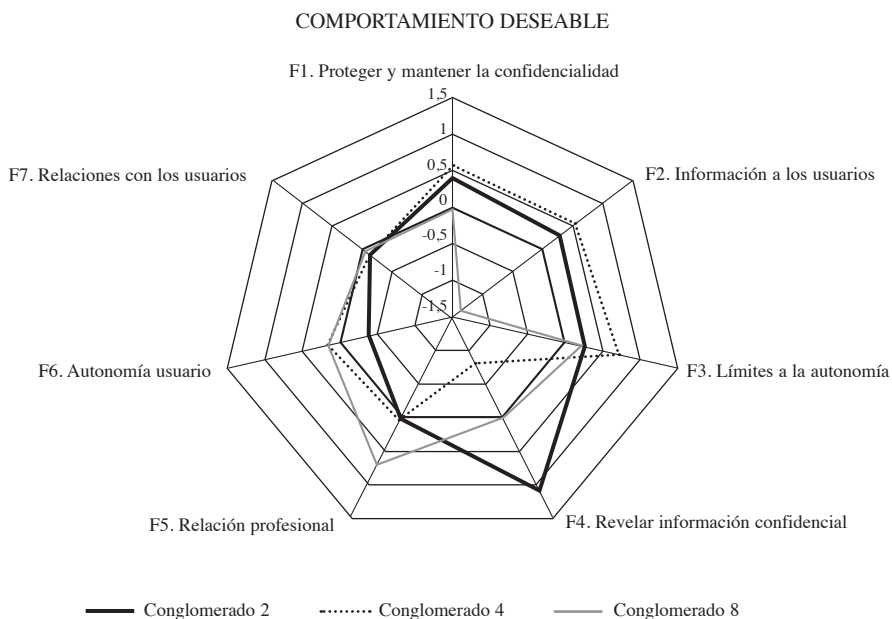 COMPORTAMIENTO DESEABLE
F1. Proteger y mantener la confidencialidad
1,5
1
0,5
0
-0,5
-1
-1,5
F7. Relaciones con los usuarios
F2. Información a los usuarios
F6. Autonomía usuario
F3. Límites a la autonomía
F5. Relación profesional
F4. Revelar información confidencial
Conglomerado 2
Conglomerado 4
Conglomerado 8